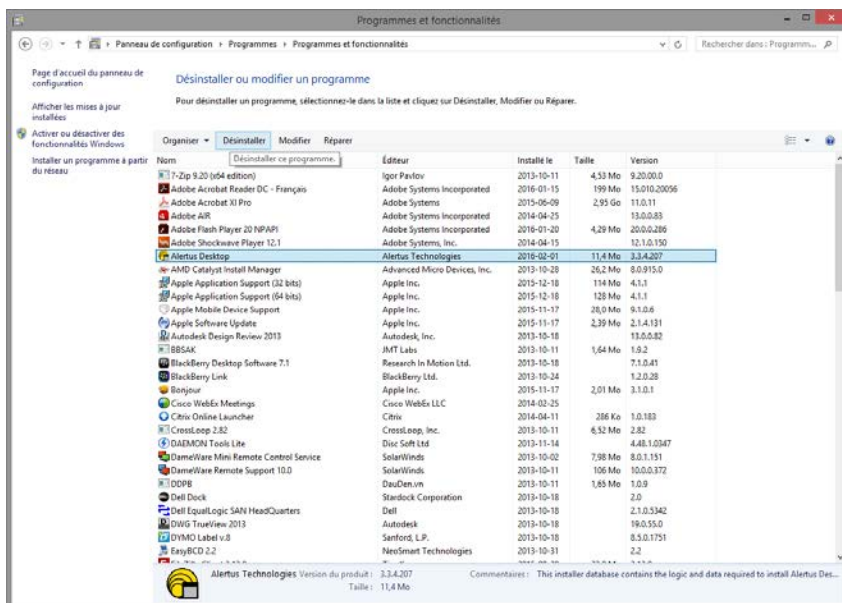 Programmes et fonctionnalités
Panneau de configuration › Programmes › Programmes et fonctionnalités
Rechercher dans : Programm...
Page d'accueil du panneau de configuration
Afficher les mises à jour installées
Activer ou désactiver des fonctionnalités Windows
Installer un programme à partir du réseau
Désinstaller ou modifier un programme
Pour désinstaller un programme, sélectionnez-le dans la liste et cliquez sur Désinstaller, Modifier ou Réparer.
Organiser Désinstaller Modifier Réparer
Désinstaller ce programme.
Nom Éditeur Installé le Taille Version
7-Zip 9.20 (x64 edition) Igor Pavlov 2013-10-11 4,53 Mo 9.20.00.0
Adobe Acrobat Reader DC - Français Adobe Systems Incorporated 2016-01-15 199 Mo 15.010.20056
Adobe Acrobat XI Pro Adobe Systems 2015-06-09 2,95 Go 11.0.11
Adobe AIR 2014-04-25 13.0.0.83
Adobe Flash Player 20 NPAPI Adobe Systems Incorporated 2016-01-20 4,29 Mo 20.0.0.286
Adobe Shockwave Player 12.1 Adobe Systems, Inc. 2014-04-15 12.1.0.150
Alertus Desktop Alertus Technologies 2016-02-01 11,4 Mo 3.3.4.207
AMD Catalyst Install Manager Advanced Micro Devices, Inc. 2013-10-28 26,2 Mo 8.0.915.0
Apple Application Support (32 bits) Apple Inc. 2015-12-18 114 Mo 4.1.1
Apple Application Support (64 bits) Apple Inc. 2015-12-18 128 Mo 4.1.1
Apple Mobile Device Support Apple Inc. 2015-11-17 28,0 Mo 9.1.0.6
Apple Software Update Apple Inc. 2015-11-17 2,39 Mo 2.1.4.131
Autodesk Design Review 2013 Autodesk, Inc. 2013-10-18 13.0.0.82
BBSAK JMT Labs 2013-10-11 1,64 Mo 1.9.2
BlackBerry Desktop Software 7.1 Research In Motion Ltd. 2013-10-18 7.1.0.41
BlackBerry Link BlackBerry Ltd. 2013-10-24 1.2.0.28
Bonjour Apple Inc. 2015-11-17 2,01 Mo 3.1.0.1
Cisco WebEx Meetings Cisco WebEx LLC 2014-02-25
Citrix Online Launcher Citrix 2014-04-11 286 Ko 1.0.183
CrossLoop 2.82 CrossLoop, Inc. 2013-10-11 6,52 Mo 2.82
DAEMON Tools Lite Disc Soft Ltd 2013-11-14 4.48.1.0347
DameWare Mini Remote Control Service SolarWinds 2013-10-02 7,98 Mo 8.0.1.151
DameWare Remote Support 10.0 SolarWinds 2013-10-11 106 Mo 10.0.0.372
DDPB DauDen.vn 2013-10-11 1,65 Mo 1.0.9
Dell Dock Stardock Corporation 2013-10-18 2.0
Dell EqualLogic SAN HeadQuarters Dell 2013-10-18 2.1.0.5342
DWG TrueView 2013 Autodesk 2013-10-18 19.0.55.0
DYMO Label v.8 Sanford, L.P. 2013-10-18 8.5.0.1751
EasyBCD 2.2 NeoSmart Technologies 2013-10-31 2.2
Alertus Technologies Version du produit : 3.3.4.207 Commentaires : This installer database contains the logic and data required to install Alertus Des...
Taille : 11,4 Mo